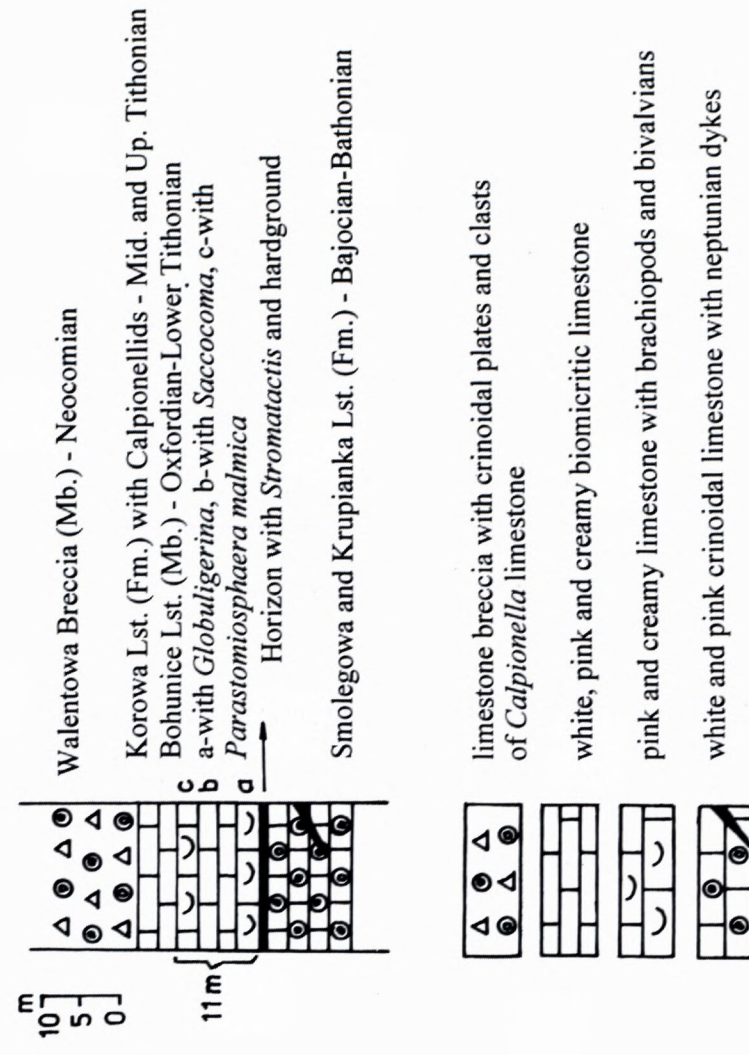 m
10
5
0
11m
c
b
a
Walentowa Breccia (Mb.) - Neocomian
Korowa Lst. (Fm.) with Calpionellids - Mid. and Up. Tithonian
Bohunice Lst. (Mb.) - Oxfordian-Lower Tithonian
a-with Globuligerina, b-with Saccocoma, c-with
Parastomiosphaera malmica
Horizon with Stromatactis and hardground
Smolegowa and Krupianka Lst. (Fm.) - Bajocian-Bathonian
limestone breccia with crinoidal plates and clasts
of Calpionella limestone
white, pink and creamy biomicritic limestone
pink and creamy limestone with brachiopods and bivalvians
white and pink crinoidal limestone with neptunian dykes